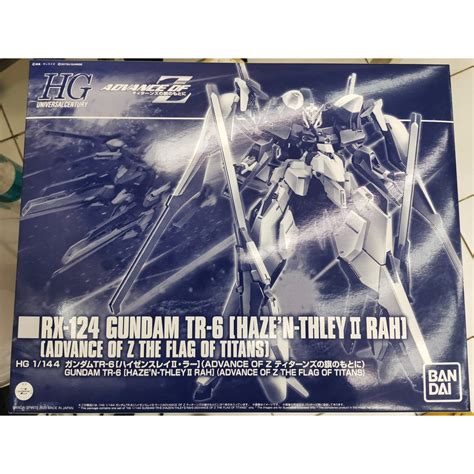 HG
UNIVERSAL CENTURY
ADVANCE OF Z
ティターンズの旗のもとに
RX-124 GUNDAM TR-6 [HAZE'N-THLEY II RAH]
(ADVANCE OF Z THE FLAG OF TITANS)
HG 1/144 ガンダムTR-6[ハイゼンスレイII・ラー](ADVANCE OF Z ティターンズの旗のもとに)
GUNDAM TR-6 [HAZE'N-THLEY II RAH] (ADVANCE OF Z THE FLAG OF TITANS)
BAN
DAI